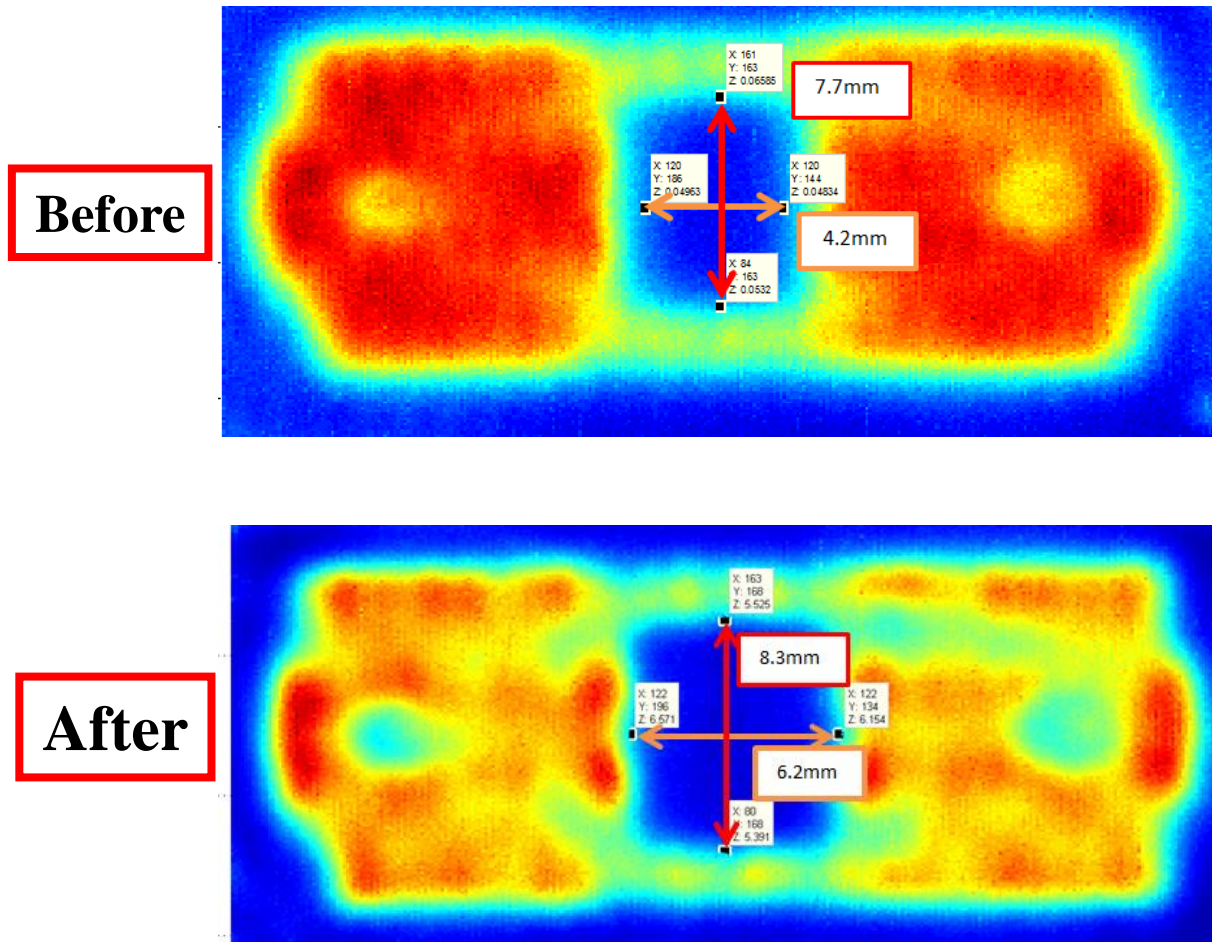 X: 161
Y: 163
Z: 0.06585
7.7mm
Before
X: 120
Y: 186
Z: 0.04963
X: 120
Y: 144
Z: 0.04834
4.2mm
X: 84
Y: 163
Z: 0.0532
X: 163
Y: 168
Z: 5.525
8.3mm
After
X: 122
Y: 196
Z: 6.571
X: 122
Y: 134
Z: 6.154
6.2mm
X: 80
Y: 168
Z: 5.391